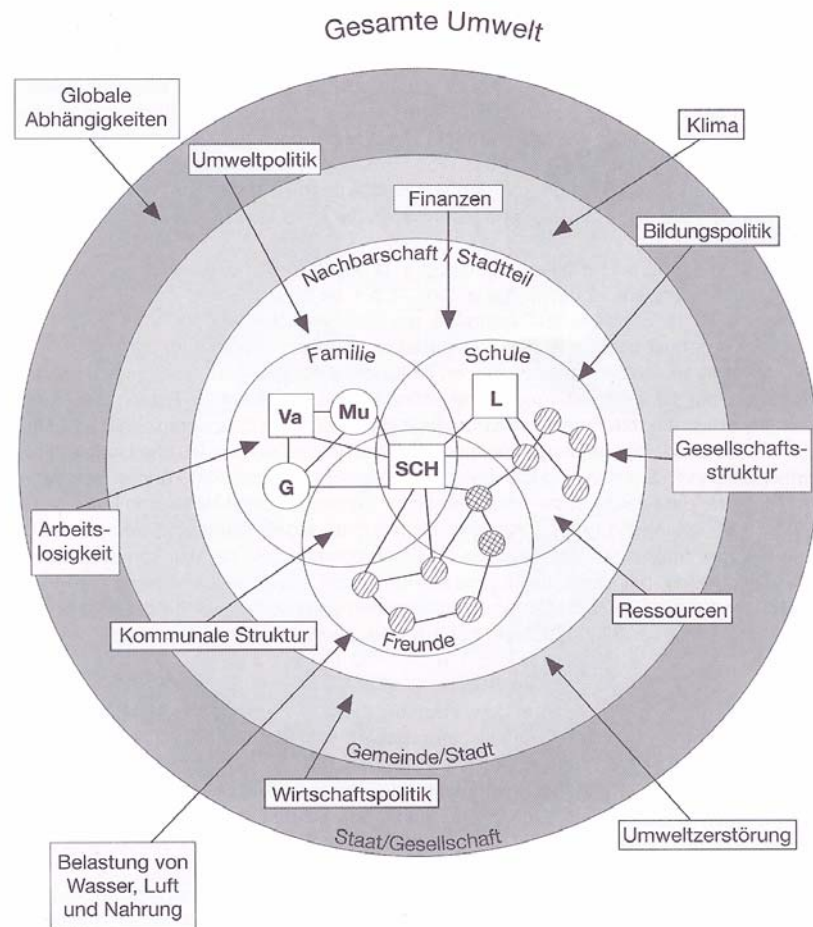 Gesamte Umwelt
Globale
Abhängigkeiten
Klima
Umweltpolitik
Finanzen
Bildungspolitik
Nachbarschaft / Stadtteil
Familie
Schule
Va
Mu
L
SCH
G
Gesellschafts-
struktur
Arbeits-
losigkeit
Kommunale Struktur
Ressourcen
Freunde
Gemeinde/Stadt
Wirtschaftspolitik
Staat/Gesellschaft
Umweltzerstörung
Belastung von
Wasser, Luft
und Nahrung